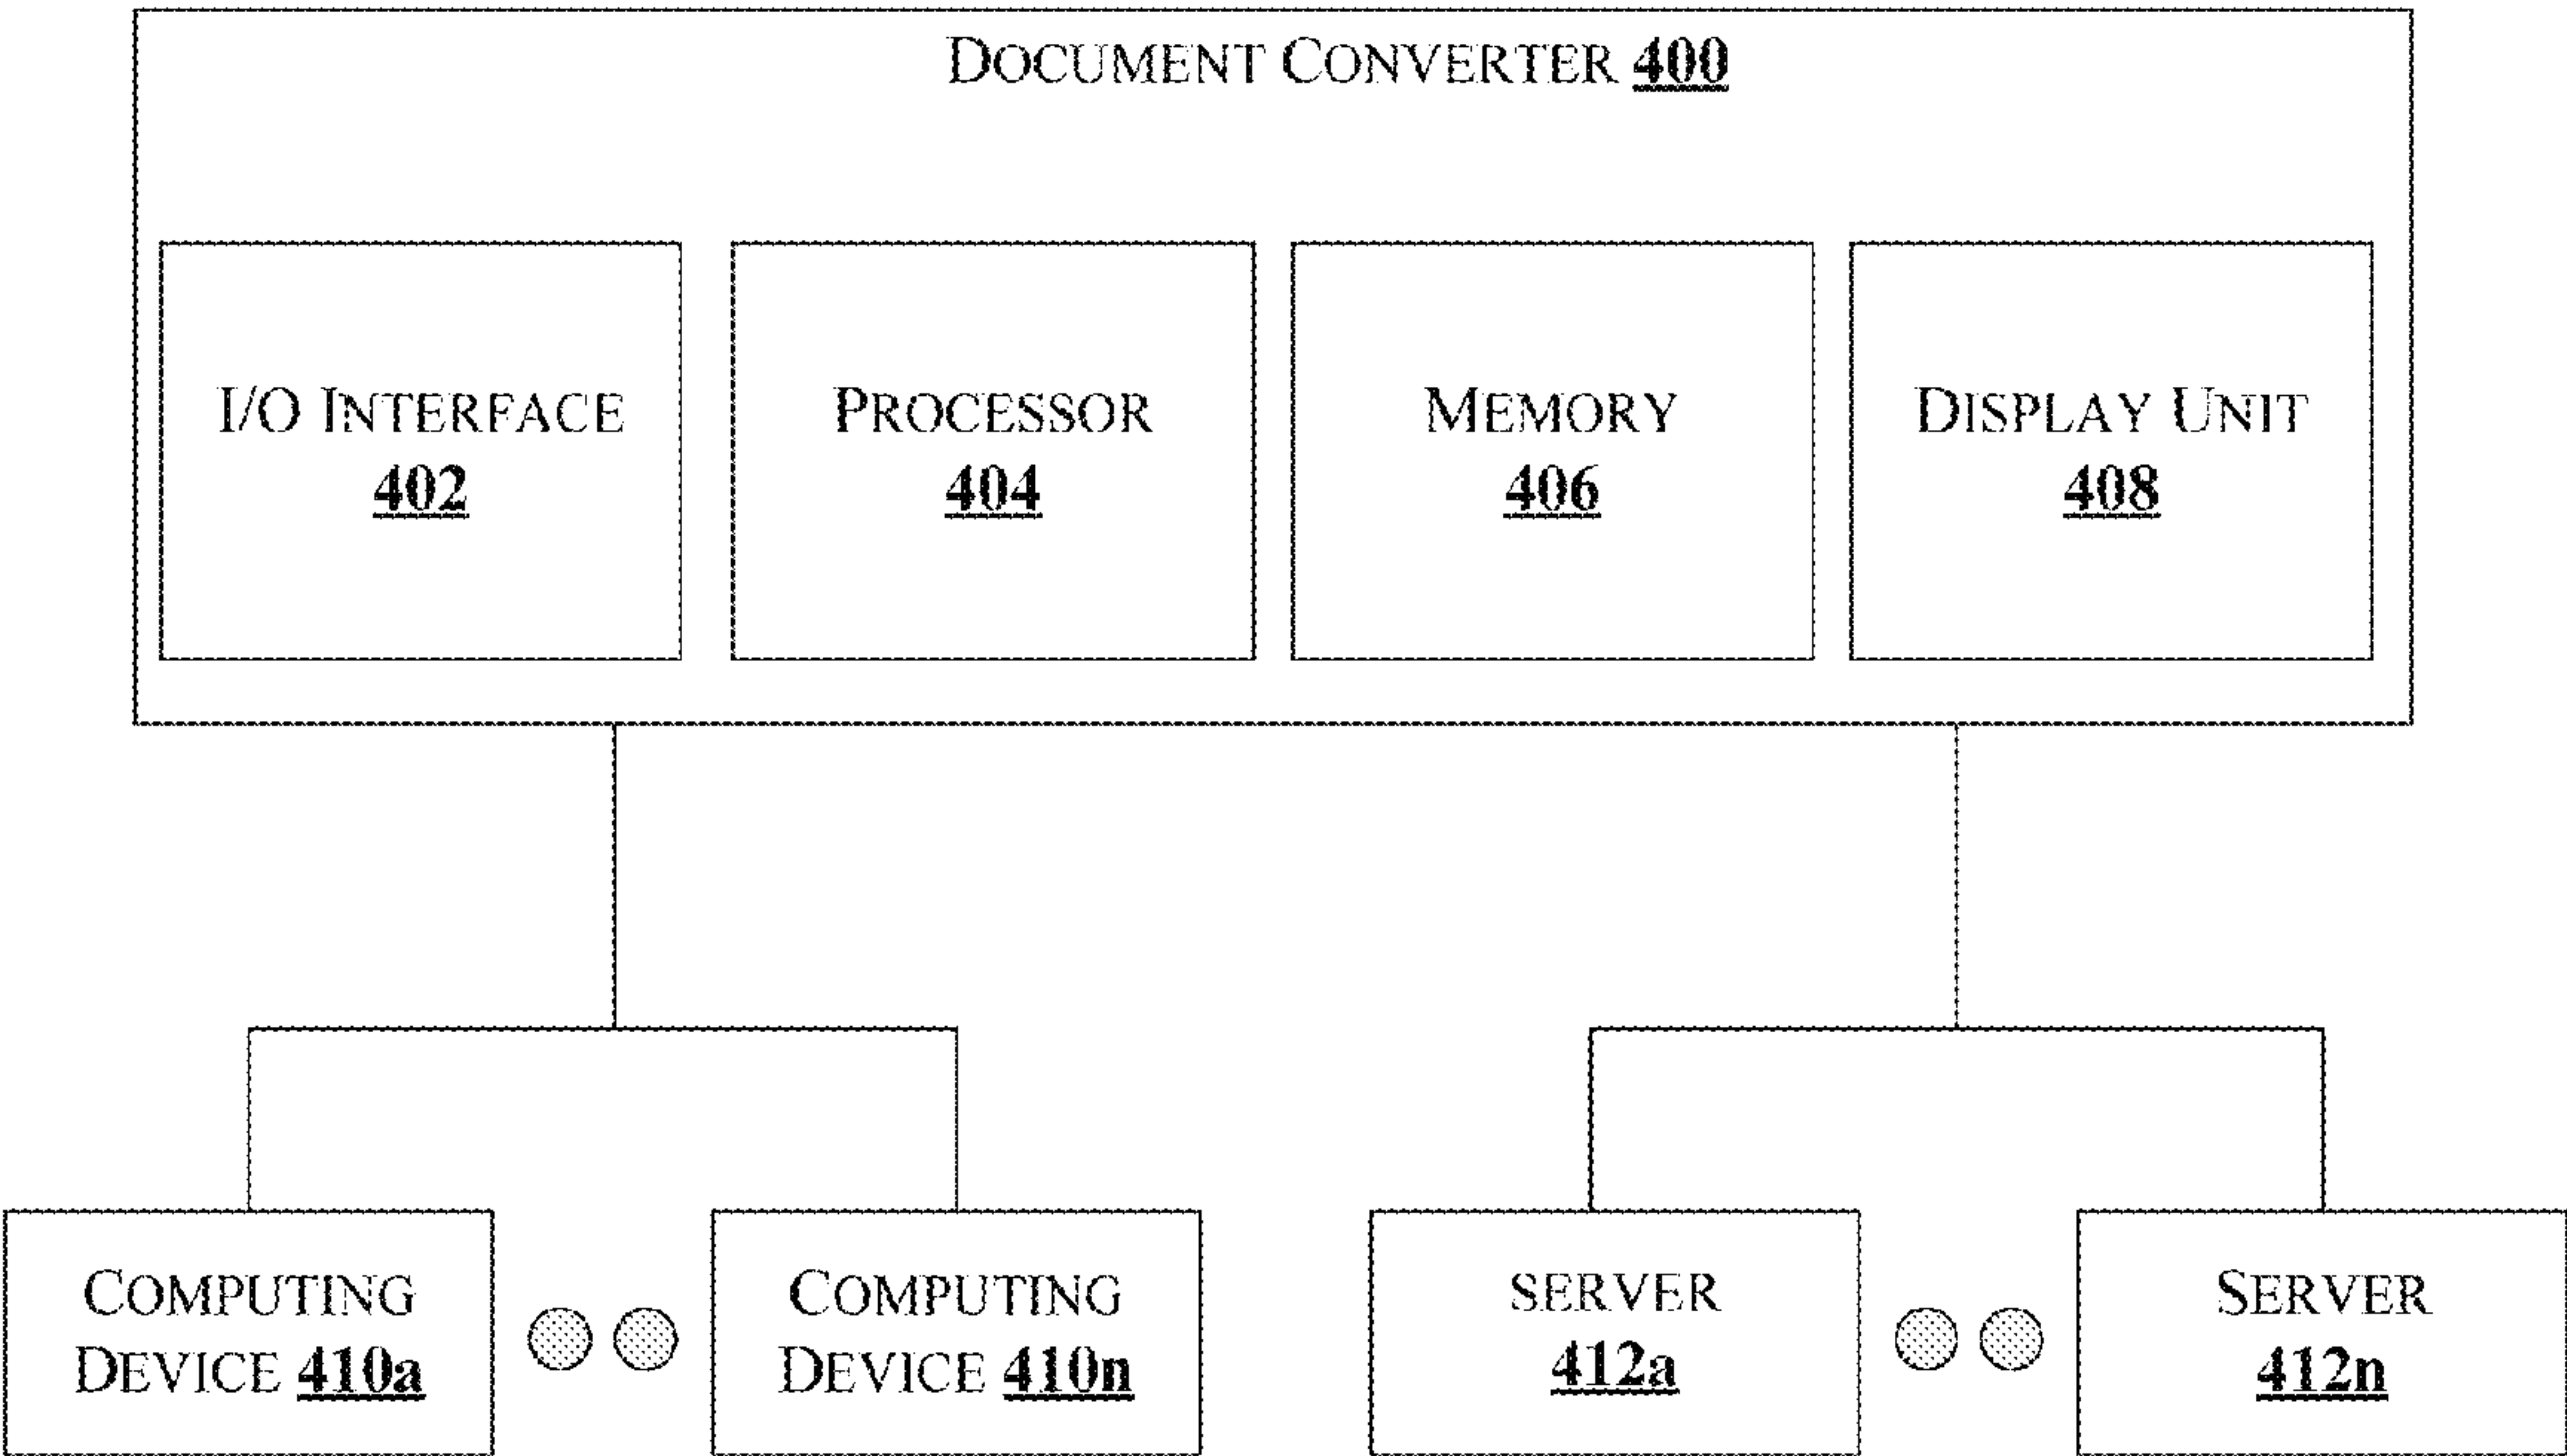 DOCUMENT CONVERTER 400
I/O INTERFACE
402
PROCESSOR
404
MEMORY
406
DISPLAY UNIT
408
COMPUTING
DEVICE 410a
COMPUTING
DEVICE 410n
SERVER
412a
SERVER
412n